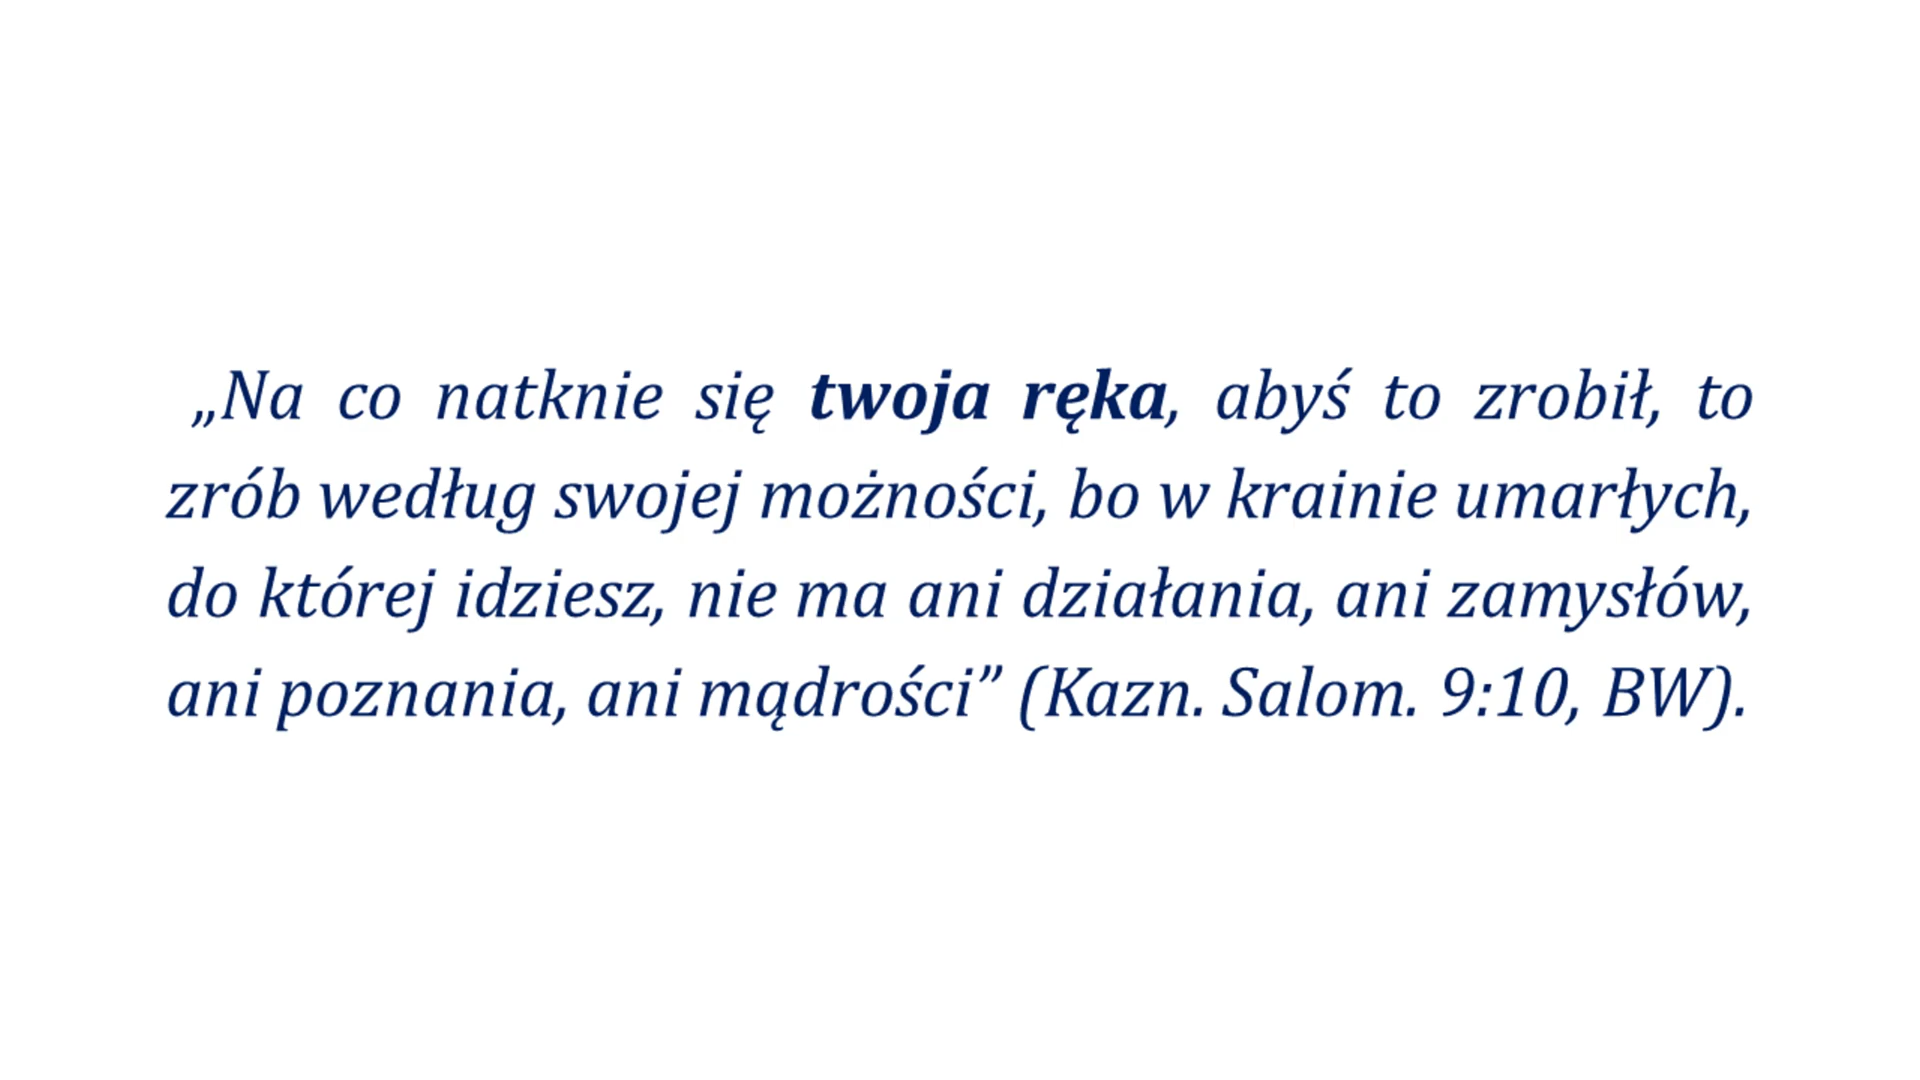 „Na co natknie się twoja ręka, abyś to zrobił, to
zrób według swojej możności, bo w krainie umarłych,
do której idziesz, nie ma ani działania, ani zamysłów,
ani poznania, ani mądrości” (Kazn. Salom. 9:10, BW).